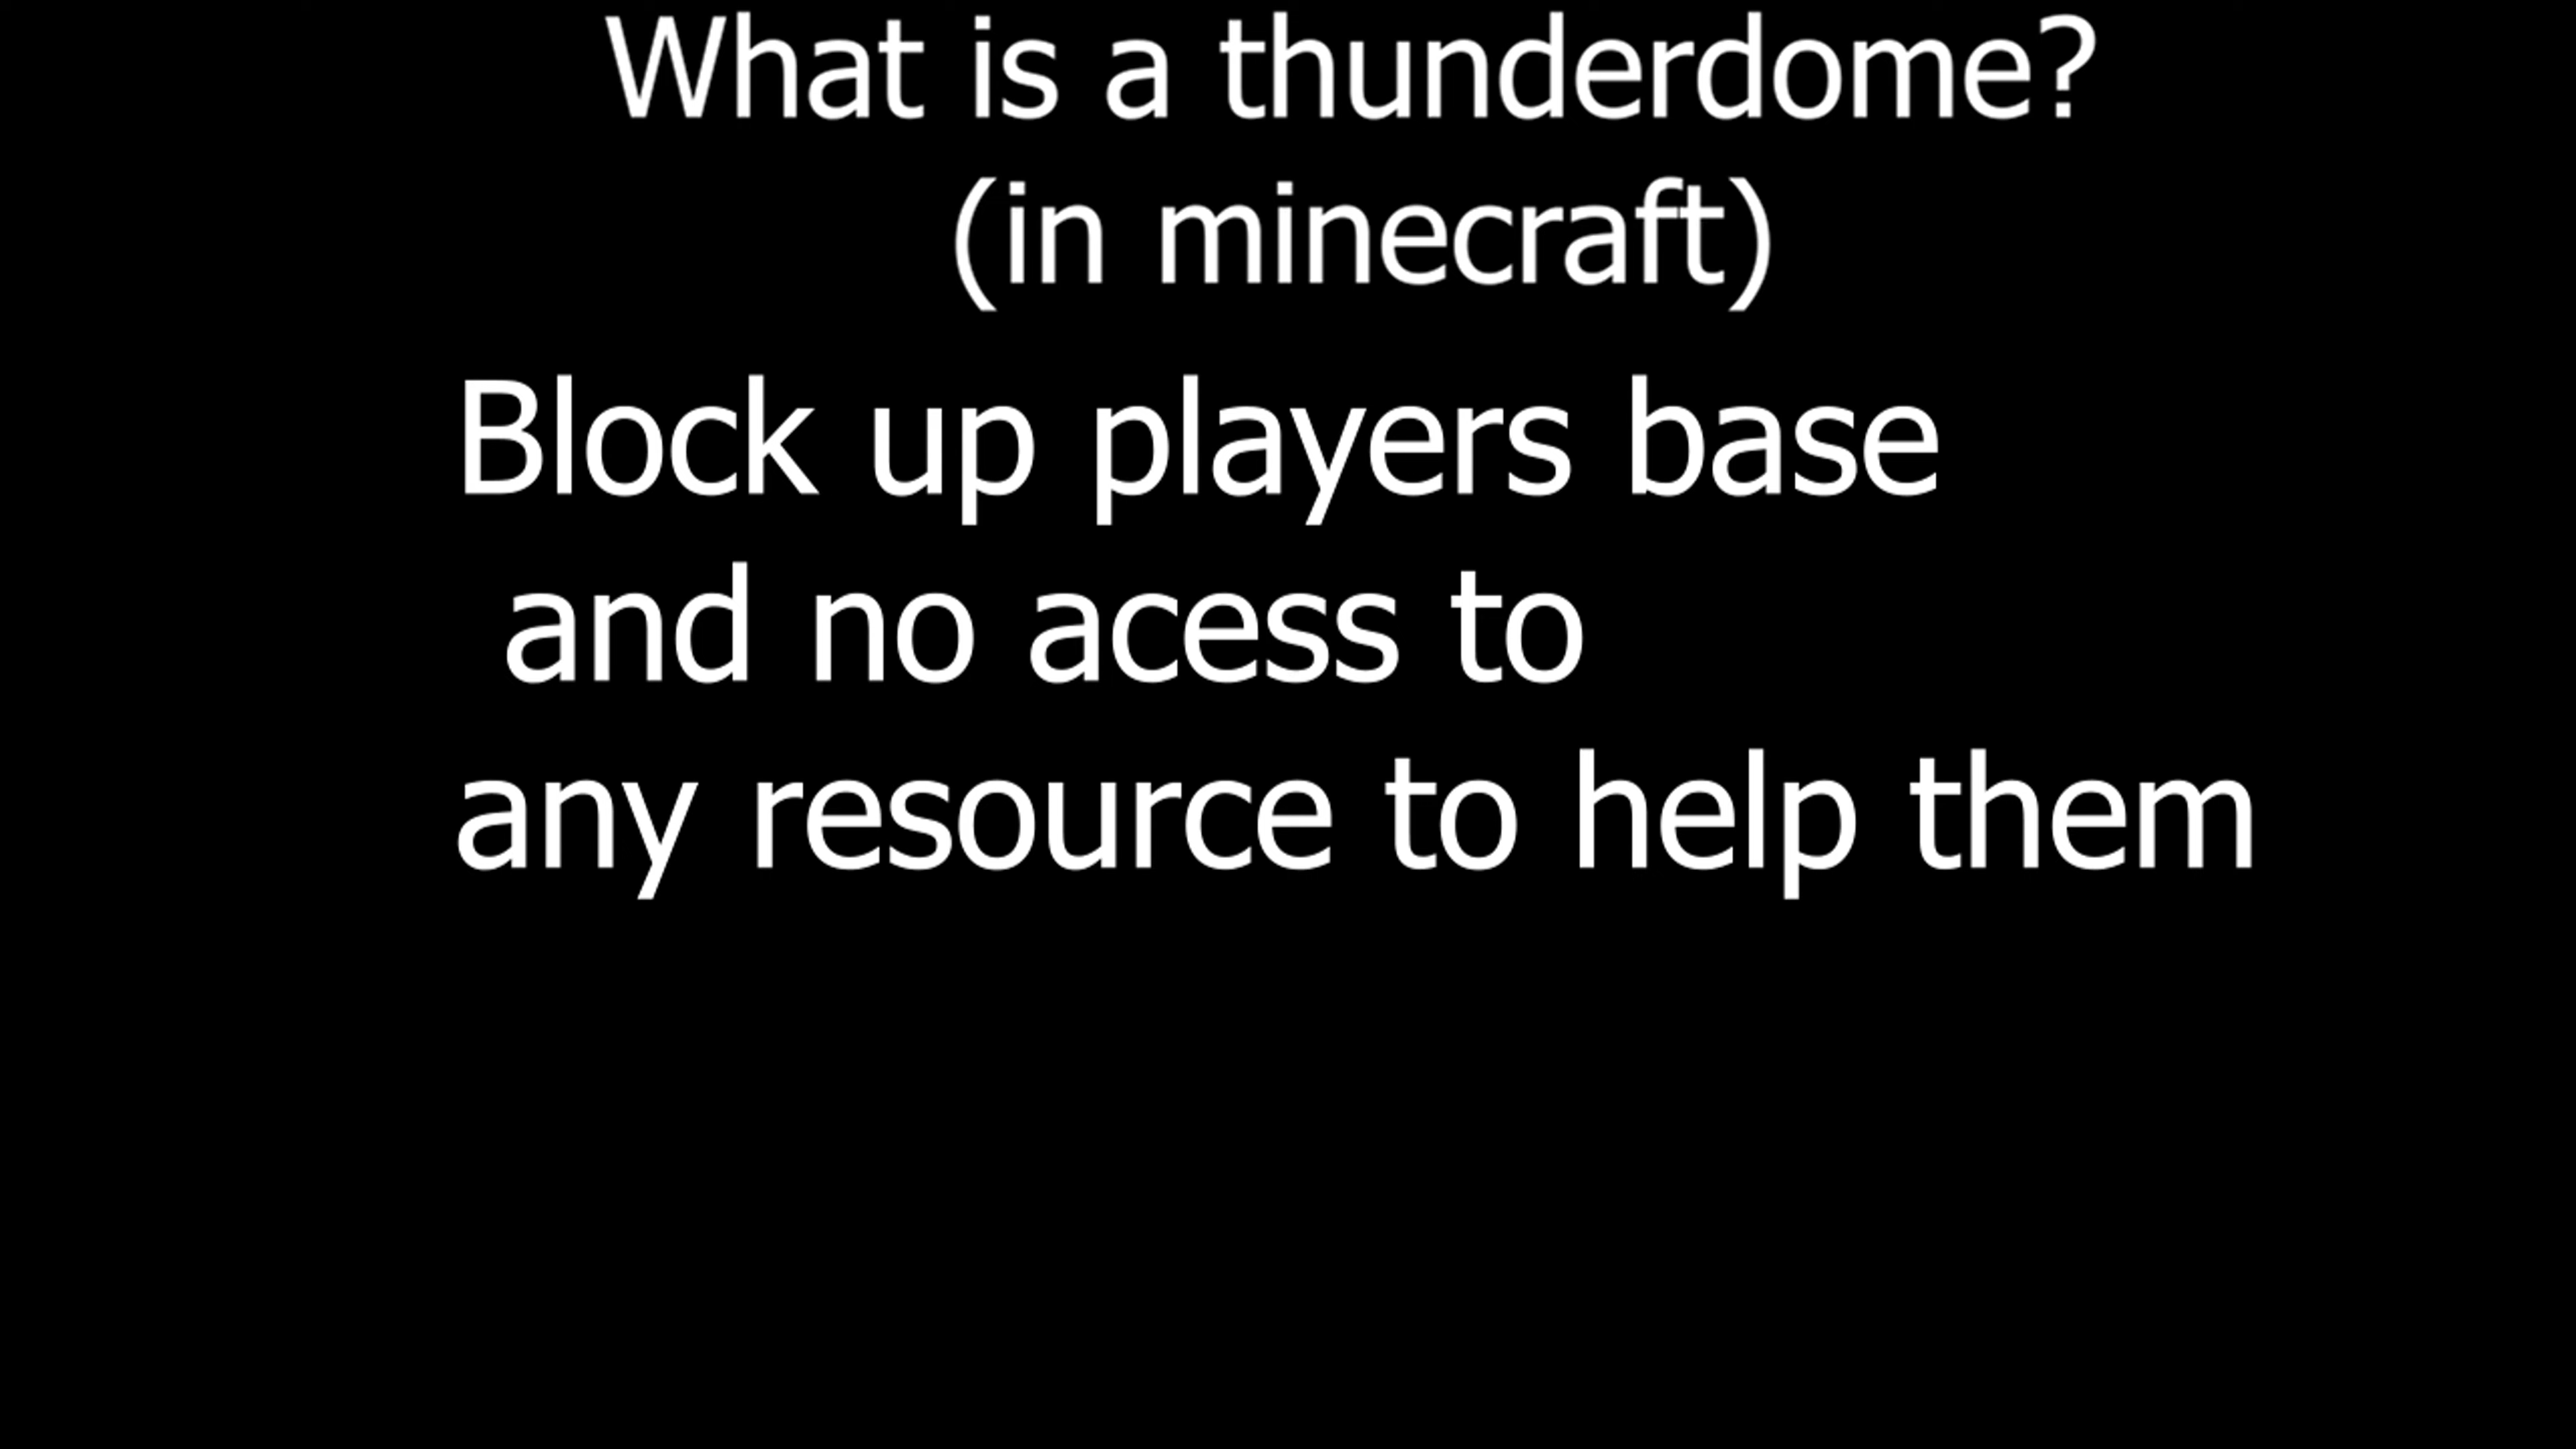 What is a thunderdome?
(in minecraft)
Block up players base
and no acess to
any resource to help them